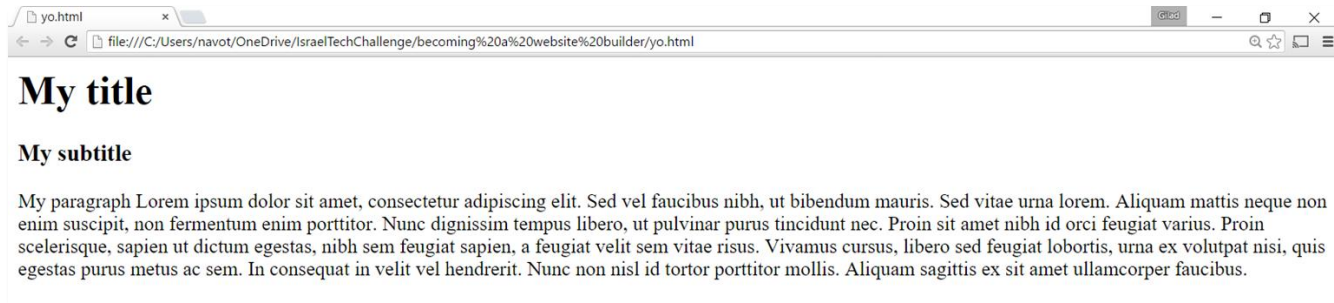 yo.html
Gilad
file:///C:/Users/navot/OneDrive/IsraelTechChallenge/becoming%20a%20website%20builder/yo.html
My title
My subtitle
My paragraph Lorem ipsum dolor sit amet, consectetur adipiscing elit. Sed vel faucibus nibh, ut bibendum mauris. Sed vitae urna lorem. Aliquam mattis neque non
enim suscipit, non fermentum enim porttitor. Nunc dignissim tempus libero, ut pulvinar purus tincidunt nec. Proin sit amet nibh id orci feugiat varius. Proin
scelerisque, sapien ut dictum egestas, nibh sem feugiat sapien, a feugiat velit sem vitae risus. Vivamus cursus, libero sed feugiat lobortis, urna ex volutpat nisi, quis
egestas purus metus ac sem. In consequat in velit vel hendrerit. Nunc non nisl id tortor porttitor mollis. Aliquam sagittis ex sit amet ullamcorper faucibus.